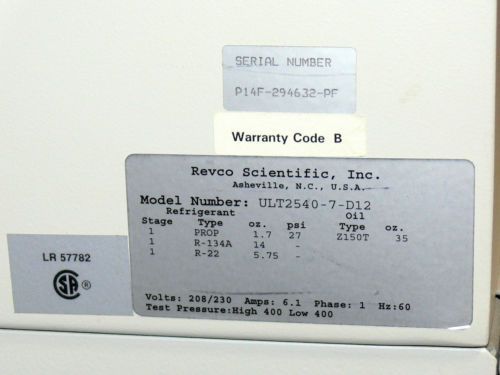 SERIAL NUMBER
P14F-294632-PF
Warranty Code B
Revco Scientific, Inc.
Asheville, N.C., U.S.A.
Model Number: ULT2540-7-D12
Refrigerant Oil
Stage Type oz. psi Type oz.
1 PROP 1.7 27 Z150T 35
1 R-134A 14 -
1 R-22 5.75 -
Volts: 208/230 Amps: 6.1 Phase: 1 Hz:60
Test Pressure:High 400 Low 400
LR 57782
SA ®